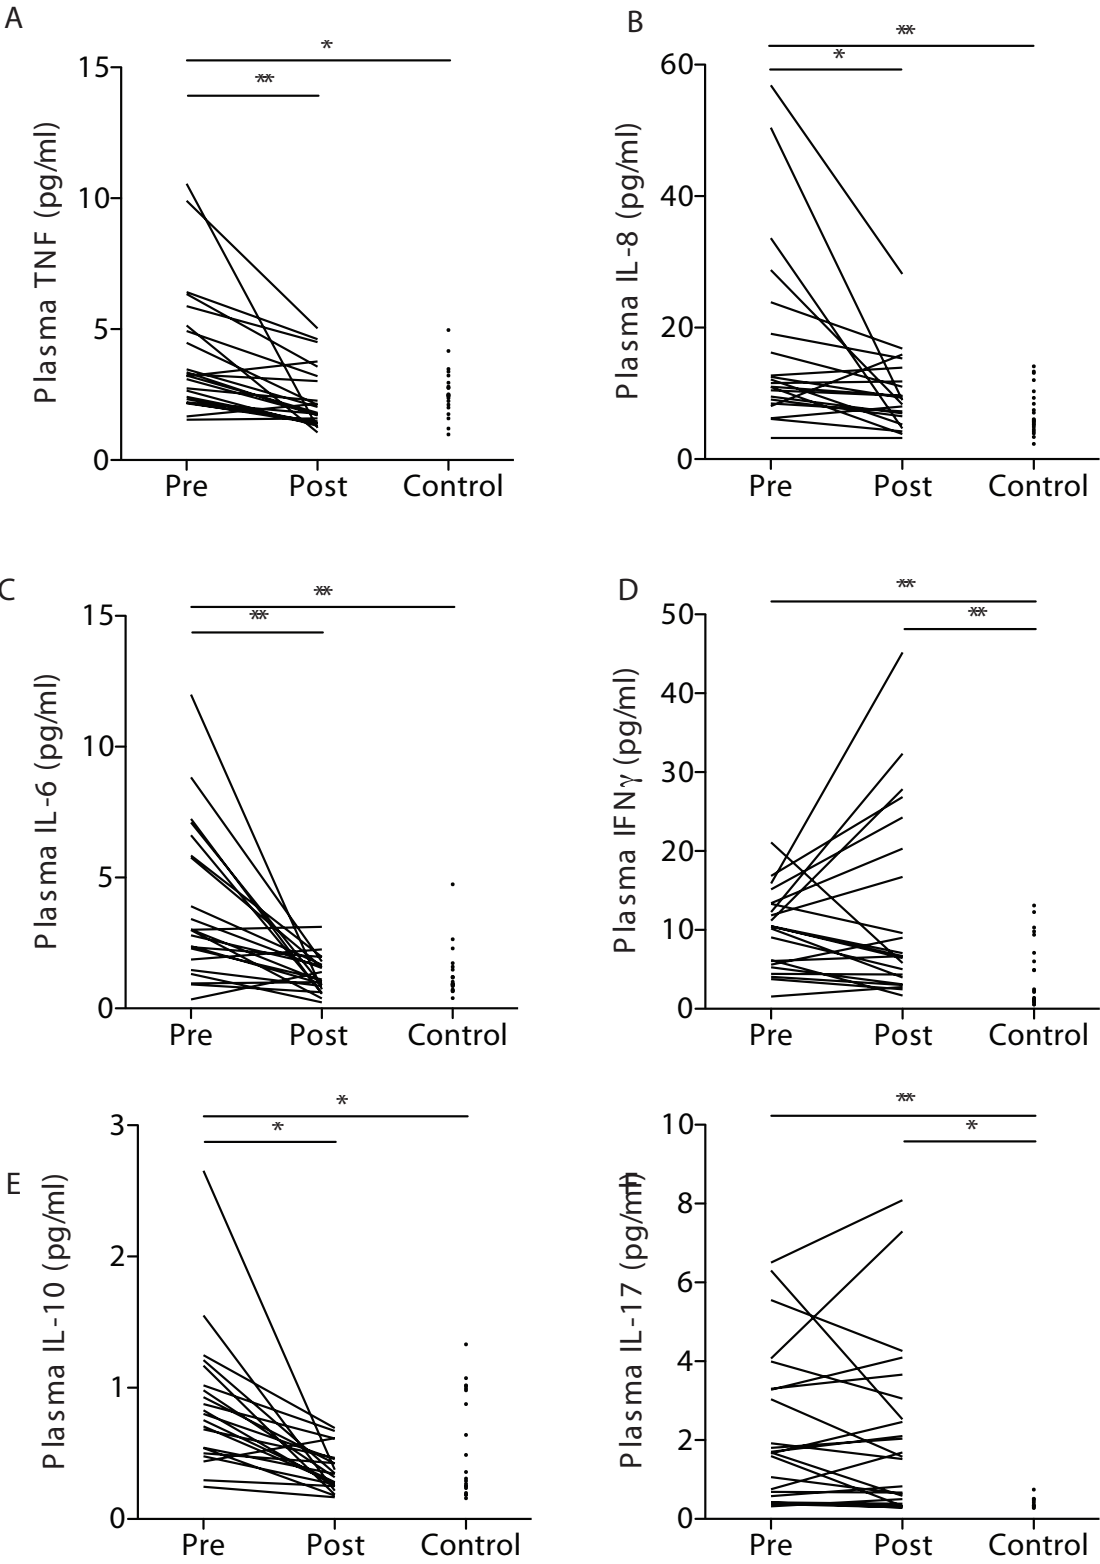 A
*
**
15
10
5
0
Plasma TNF (pg/ml)
Pre Post Control
B
**
*
60
40
20
0
Plasma IL-8 (pg/ml)
Pre Post Control
C
**
**
15
10
5
0
Plasma IL-6 (pg/ml)
Pre Post Control
D
**
**
50
40
30
20
10
0
Plasma IFNγ (pg/ml)
Pre Post Control
E
*
*
3
2
1
0
Plasma IL-10 (pg/ml)
Pre Post Control
F
**
*
10
8
6
4
2
0
Plasma IL-17 (pg/ml)
Pre Post Control